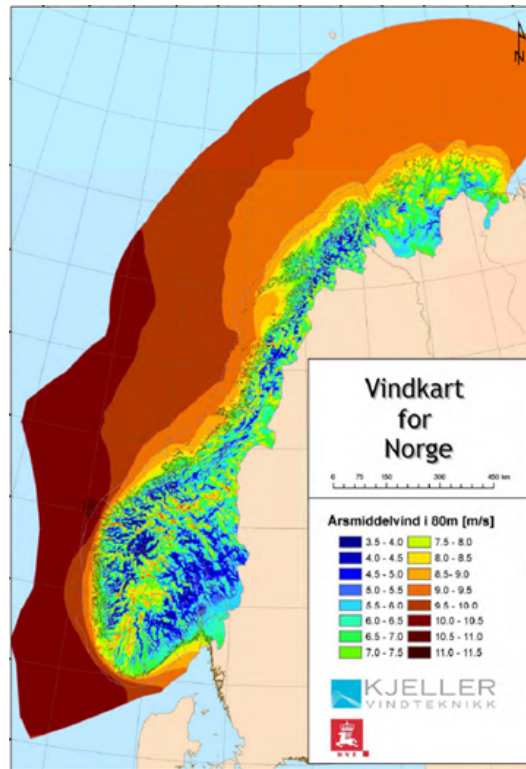 N
Vindkart
for
Norge
0 75 150 300 450 km
Årsmiddelvind i 80m [m/s]
3.5 - 4.0 7.5 - 8.0
4.0 - 4.5 8.0 - 8.5
4.5 - 5.0 8.5- 9.0
5.0 - 5.5 9.0 - 9.5
5.5 - 6.0 9.5 - 10.0
6.0 - 6.5 10.0 - 10.5
6.5 - 7.0 10.5 - 11.0
7.0 - 7.5 11.0 - 11.5
KJELLER
VINDTEKNIKK
NVE